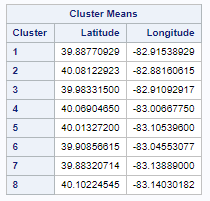 Cluster Means
Cluster Latitude Longitude
1 39.88770929 -82.91538929
2 40.08122923 -82.88160615
3 39.98331500 -82.91092917
4 40.06904650 -83.00667750
5 40.01327200 -83.10539600
6 39.90856615 -83.04553077
7 39.88320714 -83.13889000
8 40.10224545 -83.14030182